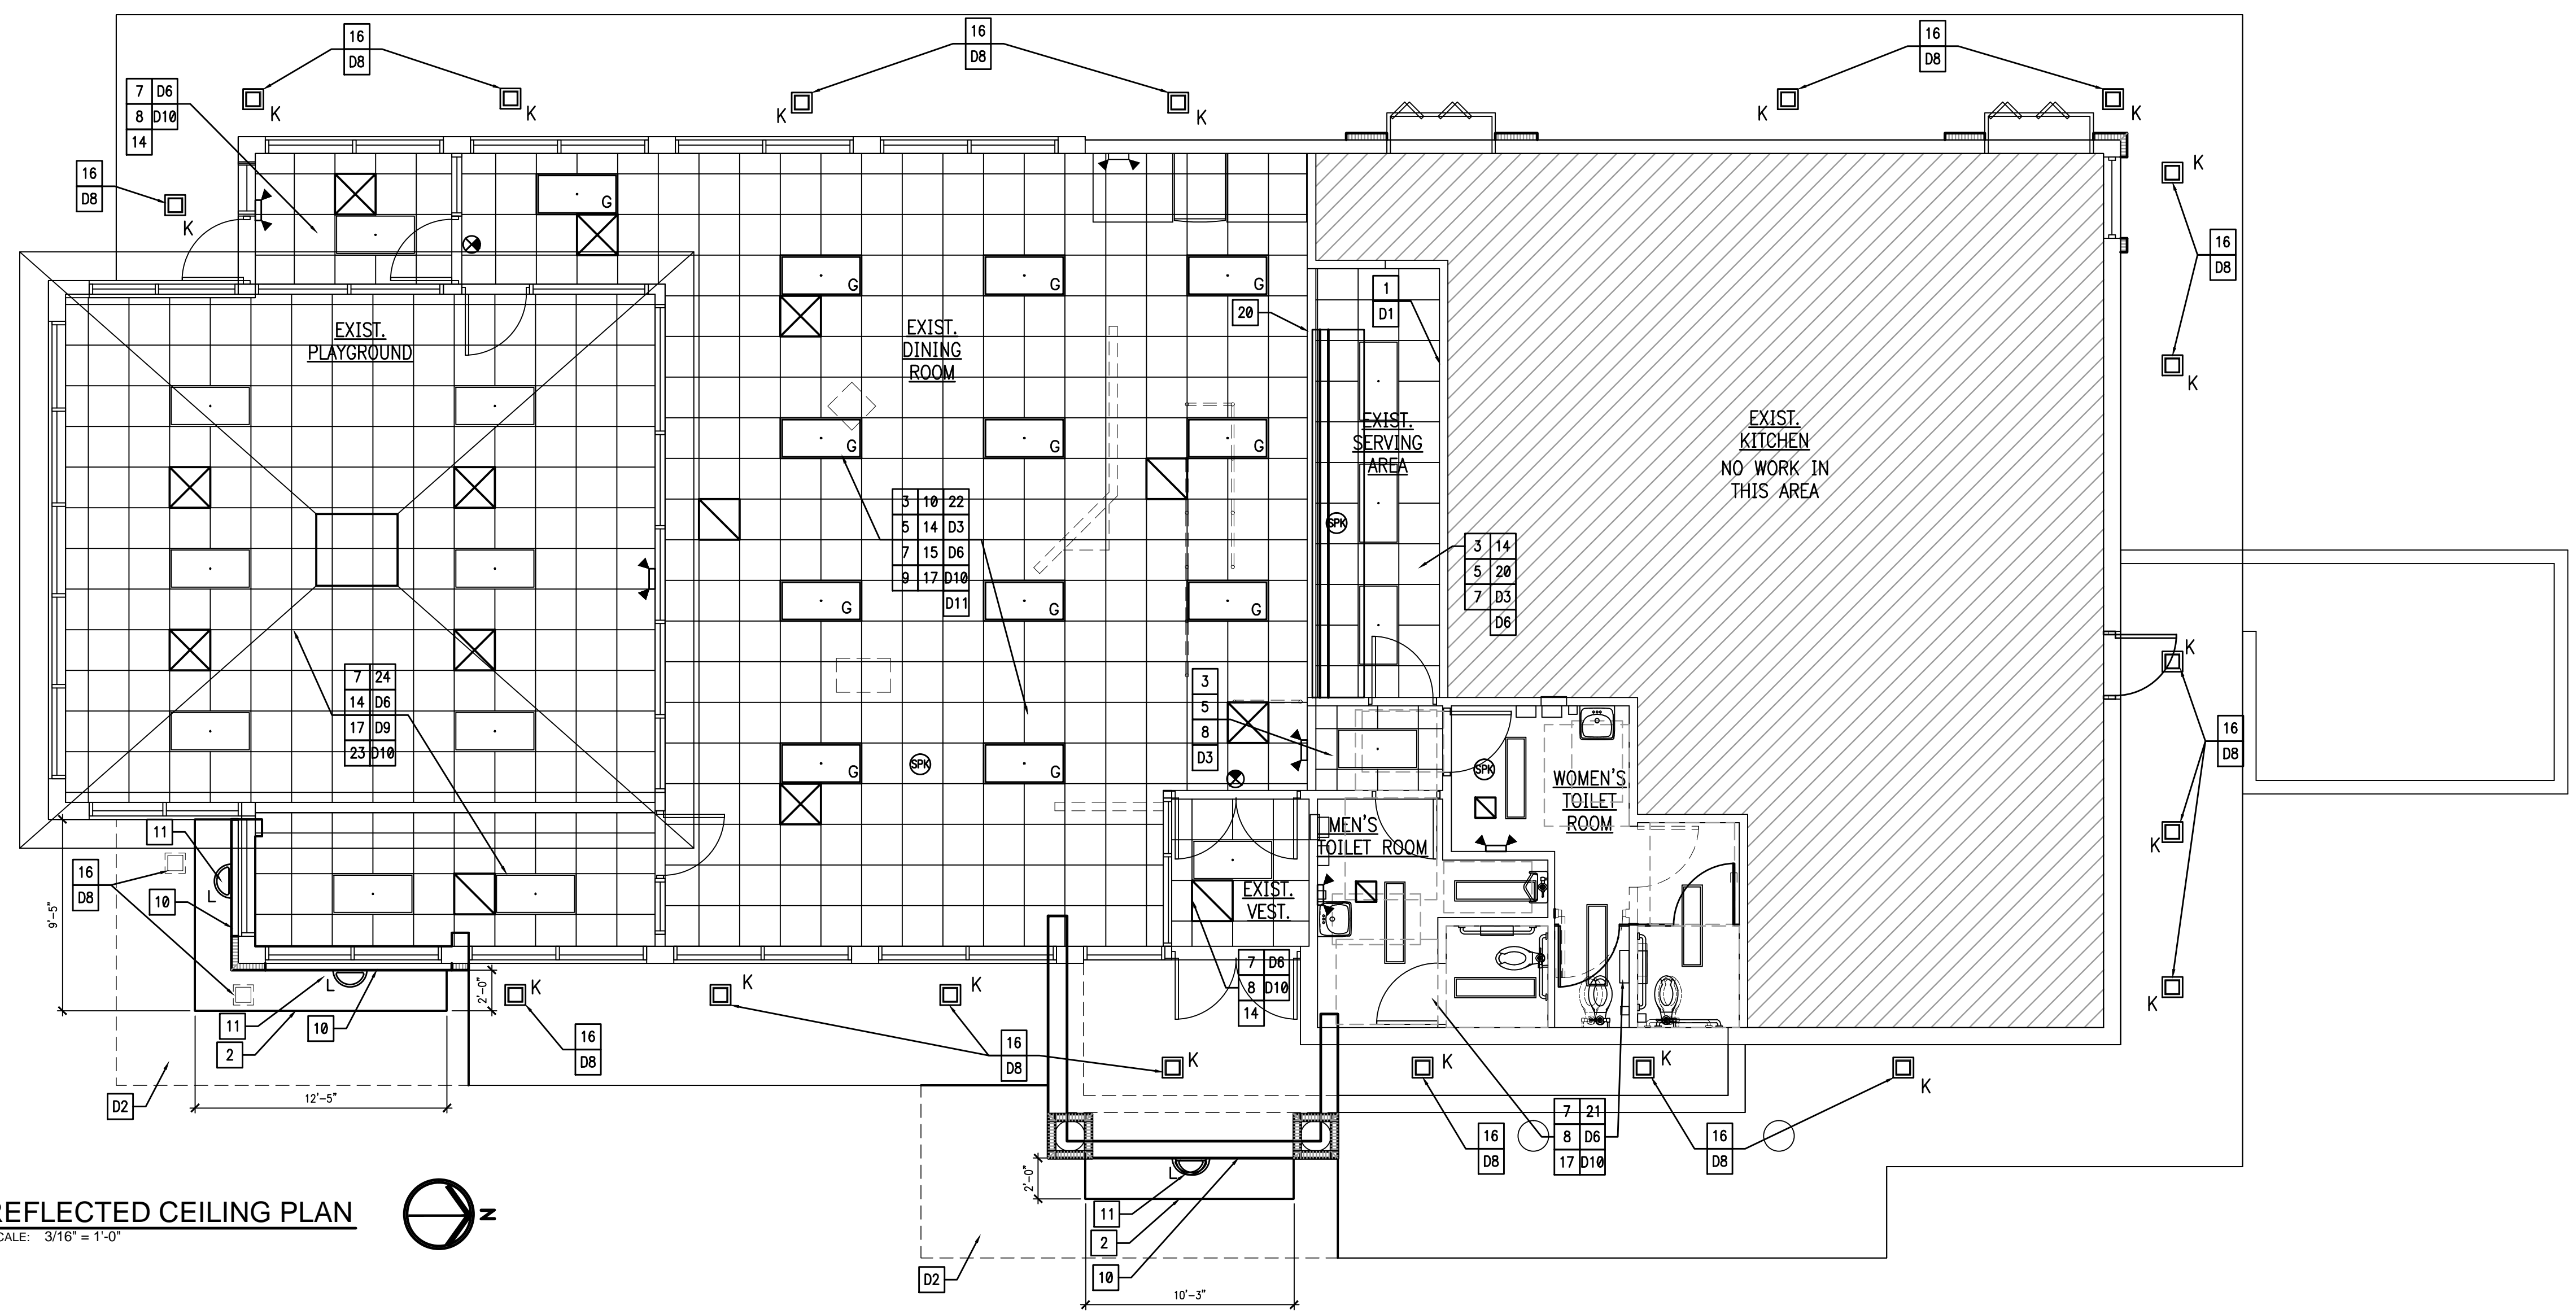 16
D8
16
D8
16
D8
7 D6
8 D10
14
K
K
K
K
K
K
16
D8
K
K
16
D8
K
G
EXIST.
PLAYGROUND
EXIST.
DINING
ROOM
G
G
G
20
1
D1
G
G
G
EXIST.
SERVING
AREA
EXIST.
KITCHEN
NO WORK IN
THIS AREA
3 10 22
5 14 D3
7 15 D6
9 17 D10
D11
SPK
3 14
5 20
7 D3
D6
G
G
G
7 24
14 D6
17 D9
23 D10
3
5
8
D3
K
16
D8
G
SPK
G
SPK
WOMEN'S
TOILET
ROOM
MEN'S
TOILET ROOM
K
11
16
D8
10
L
9'-5"
EXIST.
VEST.
7 D6
8 D10
14
L
2'-0"
K
K
K
K
11
10
2
16
D8
16
D8
K
K
K
K
12'-5"
D2
16
D8
7 21
8 D6
17 D10
16
D8
2'-0"
L
11
2
10
D2
10'-3"
REFLECTED CEILING PLAN
SCALE: 3/16" = 1'-0"
N